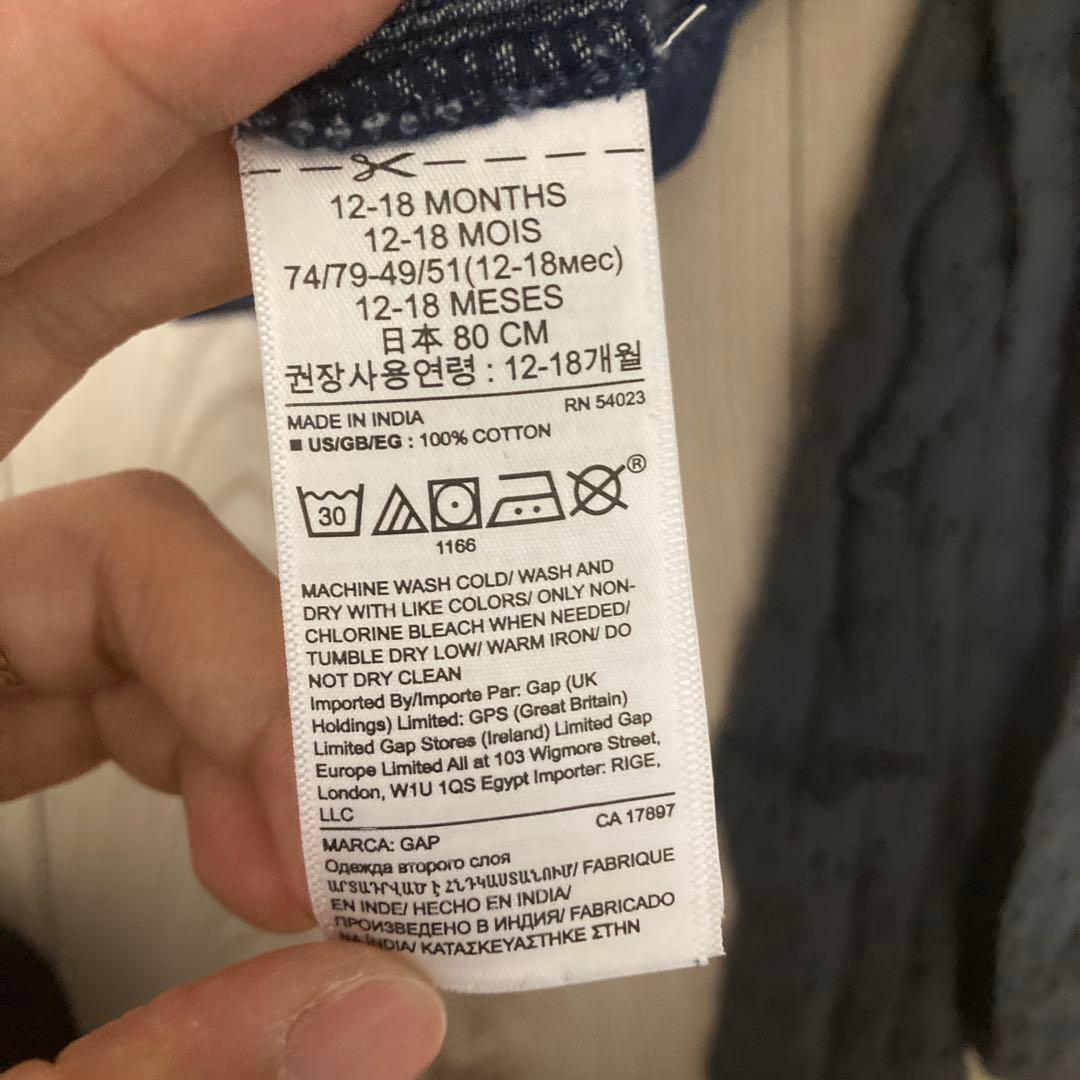 12-18 MONTHS
12-18 MOIS
74/79-49/51(12-18мес)
12-18 MESES
日本 80 CM
권장사용연령 : 12-18개월
MADE IN INDIA
RN 54023
US/GB/EG : 100% COTTON
30
®
1166
MACHINE WASH COLD/ WASH AND
DRY WITH LIKE COLORS/ ONLY NON-
CHLORINE BLEACH WHEN NEEDED/
TUMBLE DRY LOW/ WARM IRON/ DO
NOT DRY CLEAN
Imported By/Importe Par: Gap (UK
Holdings) Limited: GPS (Great Britain)
Limited Gap Stores (Ireland) Limited Gap
Europe Limited All at 103 Wigmore Street,
London, W1U 1QS Egypt Importer: RIGE,
LLC
CA 17897
MARCA: GAP
Одежда второго слоя
ԱՐՏԱԴՐՎԱԾ Է ՀՆԴԿԱՍՏԱՆՈՒՄ/ FABRIQUE
EN INDE/ HECHO EN INDIA/
ПРОИЗВЕДЕНО В ИНДИЯ/ FABRICADO
NA ÍNDIA/ ΚΑΤΑΣΚΕΥΑΣΤΗΚΕ ΣΤΗΝ